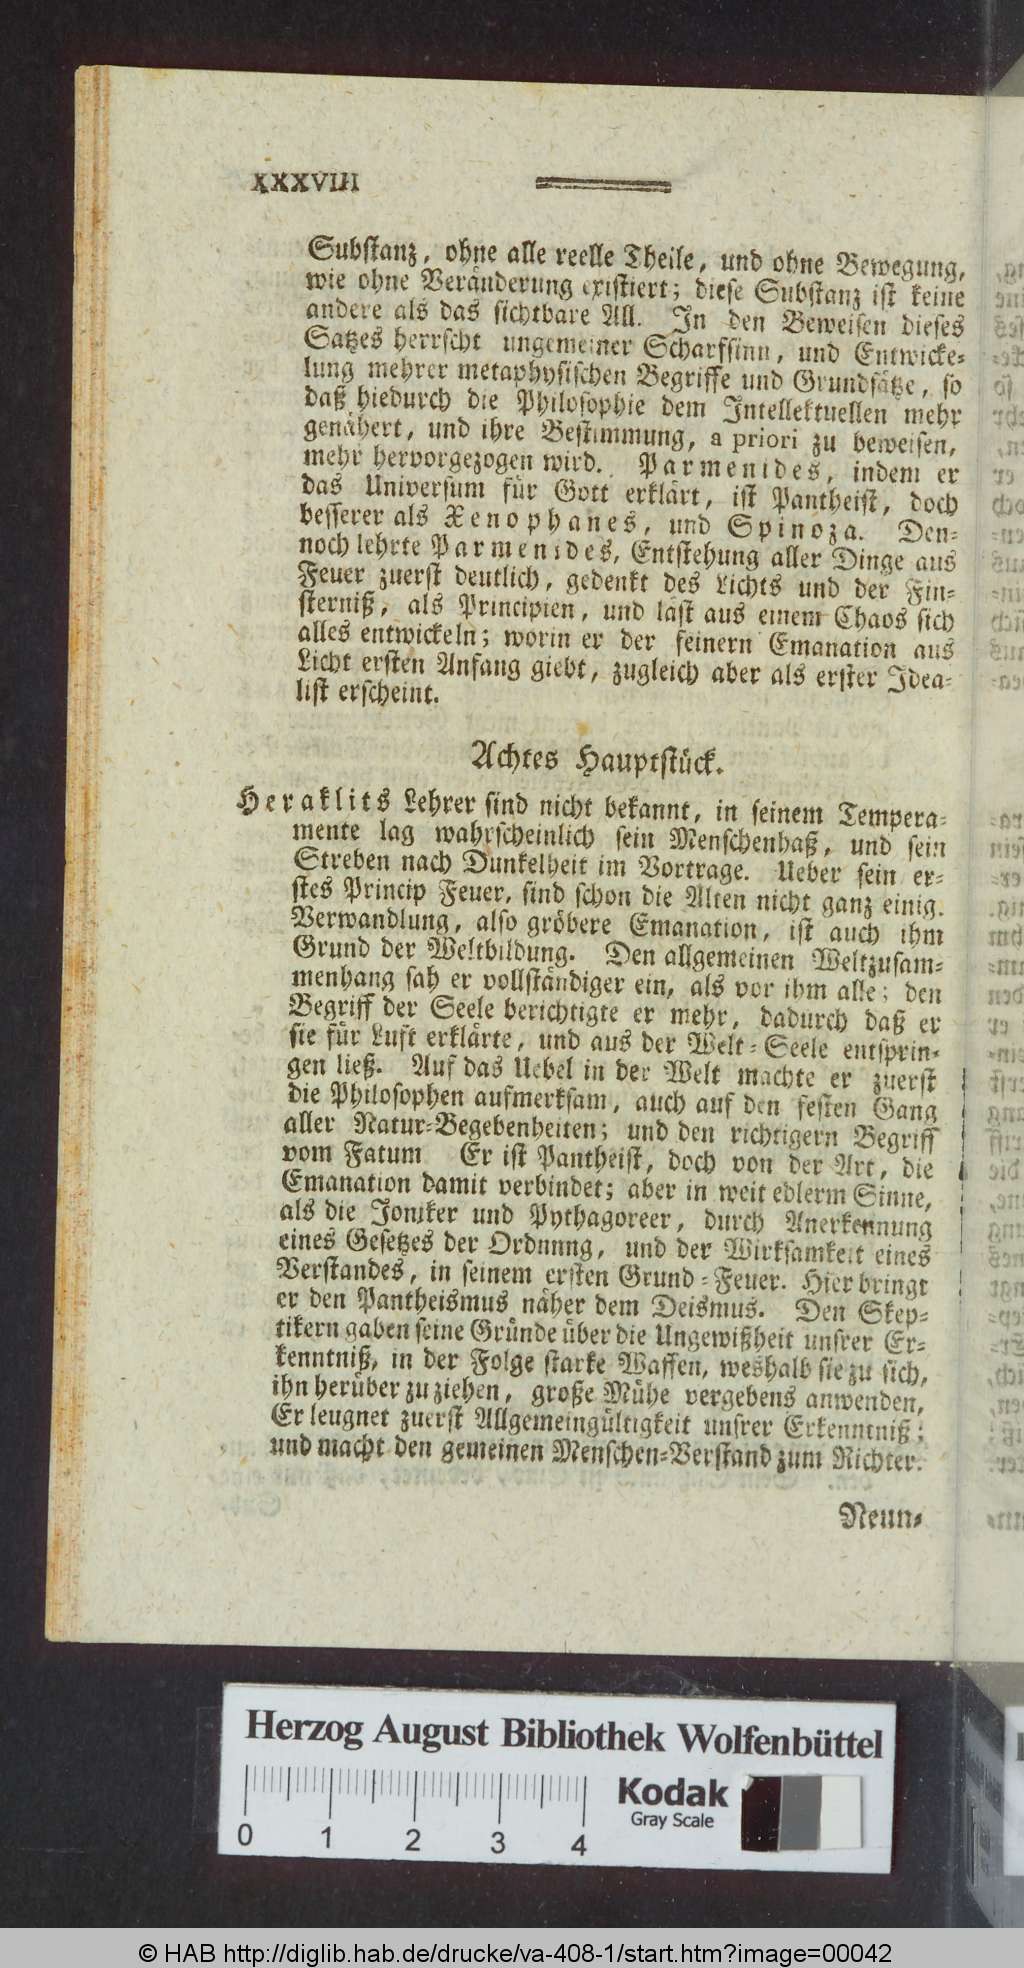 XXXVIII
Substanz, ohne alle reelle Theile, und ohne Bewegung,
wie ohne Veränderung existiert; diese Substanz ist keine
andere als das sichtbare All. In den Beweisen dieses
Satzes herrscht ungemeiner Scharfsinn, und Entwicke-
lung mehrer metaphysischen Begriffe und Grundsätze, so
daß hiedurch die Philosophie dem Intellektuellen mehr
genähert, und ihre Bestimmung, a priori zu beweisen,
mehr hervorgezogen wird. Parmenides, indem er
das Universum für Gott erklärt, ist Pantheist, doch
besserer als Xenophanes, und Spinoza. Den-
noch lehrte Parmenides, Entstehung aller Dinge aus
Feuer zuerst deutlich, gedenkt des Lichts und der Fin-
sterniß, als Principien, und läst aus einem Chaos sich
alles entwickeln; worin er der feinern Emanation aus
Licht ersten Anfang giebt, zugleich aber als erster Idea-
list erscheint.
Achtes Hauptstück.
Heraklits Lehrer sind nicht bekannt, in seinem Tempera-
mente lag wahrscheinlich sein Menschenhaß, und sein
Streben nach Dunkelheit im Vortrage. Ueber sein er-
stes Princip Feuer, sind schon die Alten nicht ganz einig.
Verwandlung, also gröbere Emanation, ist auch ihm
Grund der Weltbildung. Den allgemeinen Weltzusam-
menhang sah er vollständiger ein, als vor ihm alle; den
Begriff der Seele berichtigte er mehr, dadurch daß er
sie für Luft erklärte, und aus der Welt-Seele entsprin-
gen ließ. Auf das Uebel in der Welt machte er zuerst
die Philosophen aufmerksam, auch auf den festen Gang
aller Natur-Begebenheiten; und den richtigern Begriff
vom Fatum Er ist Pantheist, doch von der Art, die
Emanation damit verbindet; aber in weit edlerm Sinne,
als die Joniker und Pythagoreer, durch Anerkennung
eines Gesetzes der Ordnung, und der Wirksamkeit eines
Verstandes, in seinem ersten Grund-Feuer. Hier bringt
er den Pantheismus näher dem Deismus. Den Skep-
tikern gaben seine Gründe über die Ungewißheit unsrer Er-
kenntniß, in der Folge starke Waffen, weshalb sie zu sich,
ihn herüber zu ziehen, große Mühe vergebens anwenden,
Er leugnet zuerst Allgemeingültigkeit unsrer Erkenntniß;
und macht den gemeinen Menschen-Verstand zum Richter.
Neun-
Herzog August Bibliothek Wolfenbüttel
Kodak
Gray Scale
0 1 2 3 4
© HAB http://diglib.hab.de/drucke/va-408-1/start.htm?image=00042